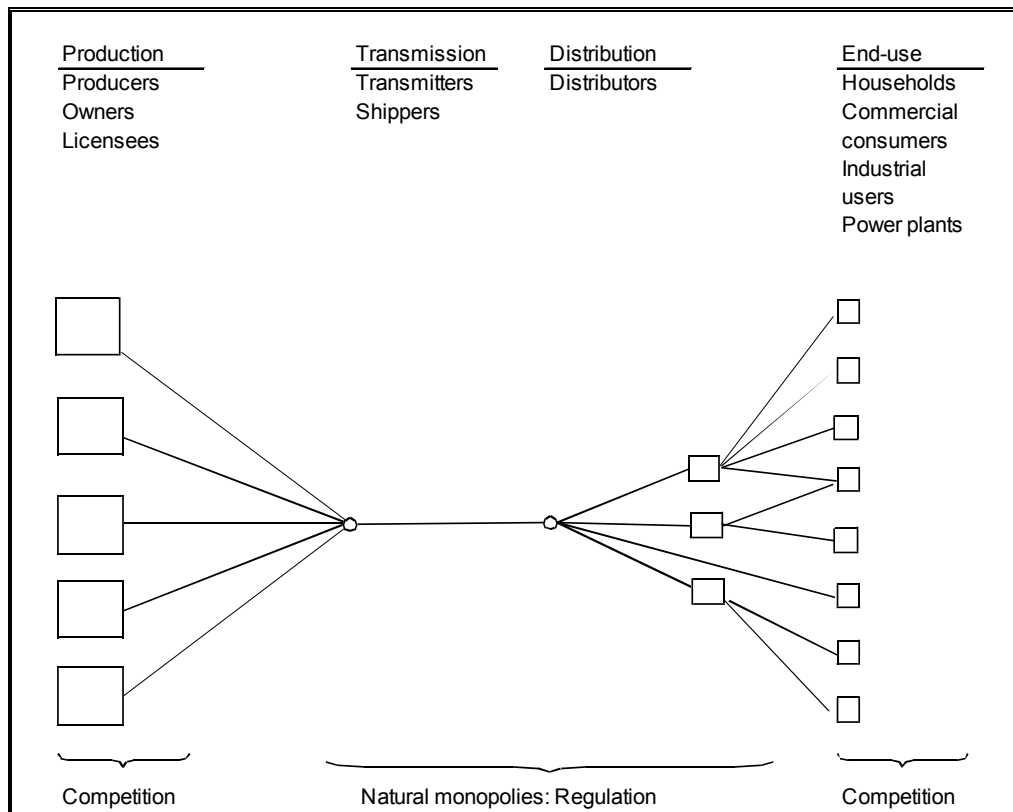 Production
Producers
Owners
Licensees
Transmission
Transmitters
Shippers
Distribution
Distributors
End-use
Households
Commercial
consumers
Industrial
users
Power plants
Competition
Natural monopolies: Regulation
Competition